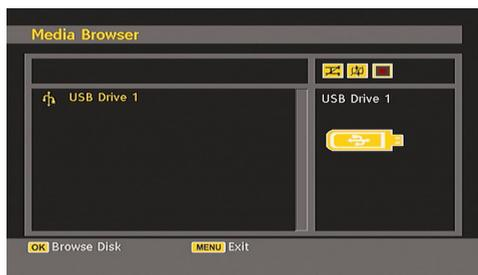 Media Browser
USB Drive 1
USB Drive 1
OK Browse Disk
MENU Exit